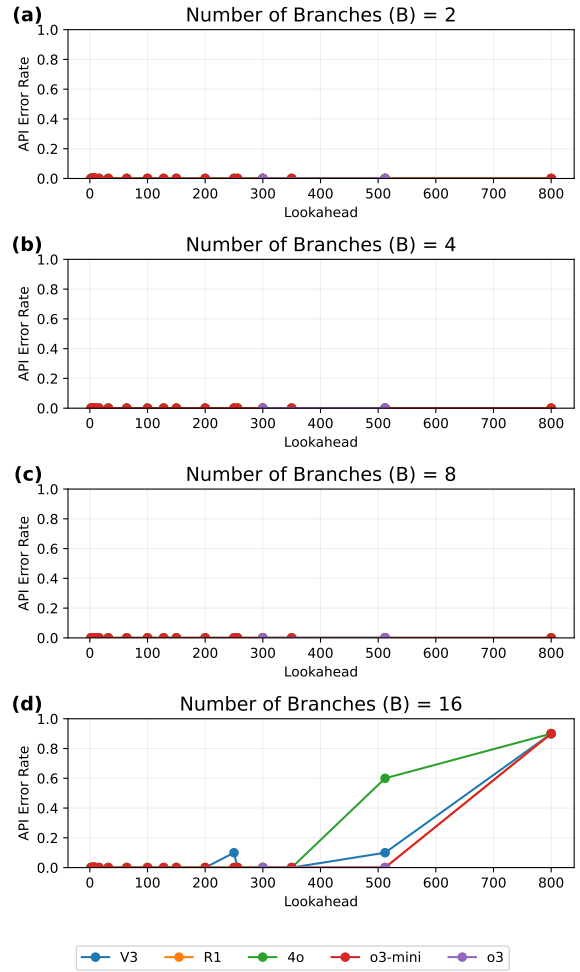 (a) Number of Branches (B) = 2
API Error Rate
1.0
0.8
0.6
0.4
0.2
0.0
0 100 200 300 400 500 600 700 800
Lookahead
(b) Number of Branches (B) = 4
API Error Rate
1.0
0.8
0.6
0.4
0.2
0.0
0 100 200 300 400 500 600 700 800
Lookahead
(c) Number of Branches (B) = 8
API Error Rate
1.0
0.8
0.6
0.4
0.2
0.0
0 100 200 300 400 500 600 700 800
Lookahead
(d) Number of Branches (B) = 16
API Error Rate
1.0
0.8
0.6
0.4
0.2
0.0
0 100 200 300 400 500 600 700 800
Lookahead
V3 R1 4o o3-mini o3